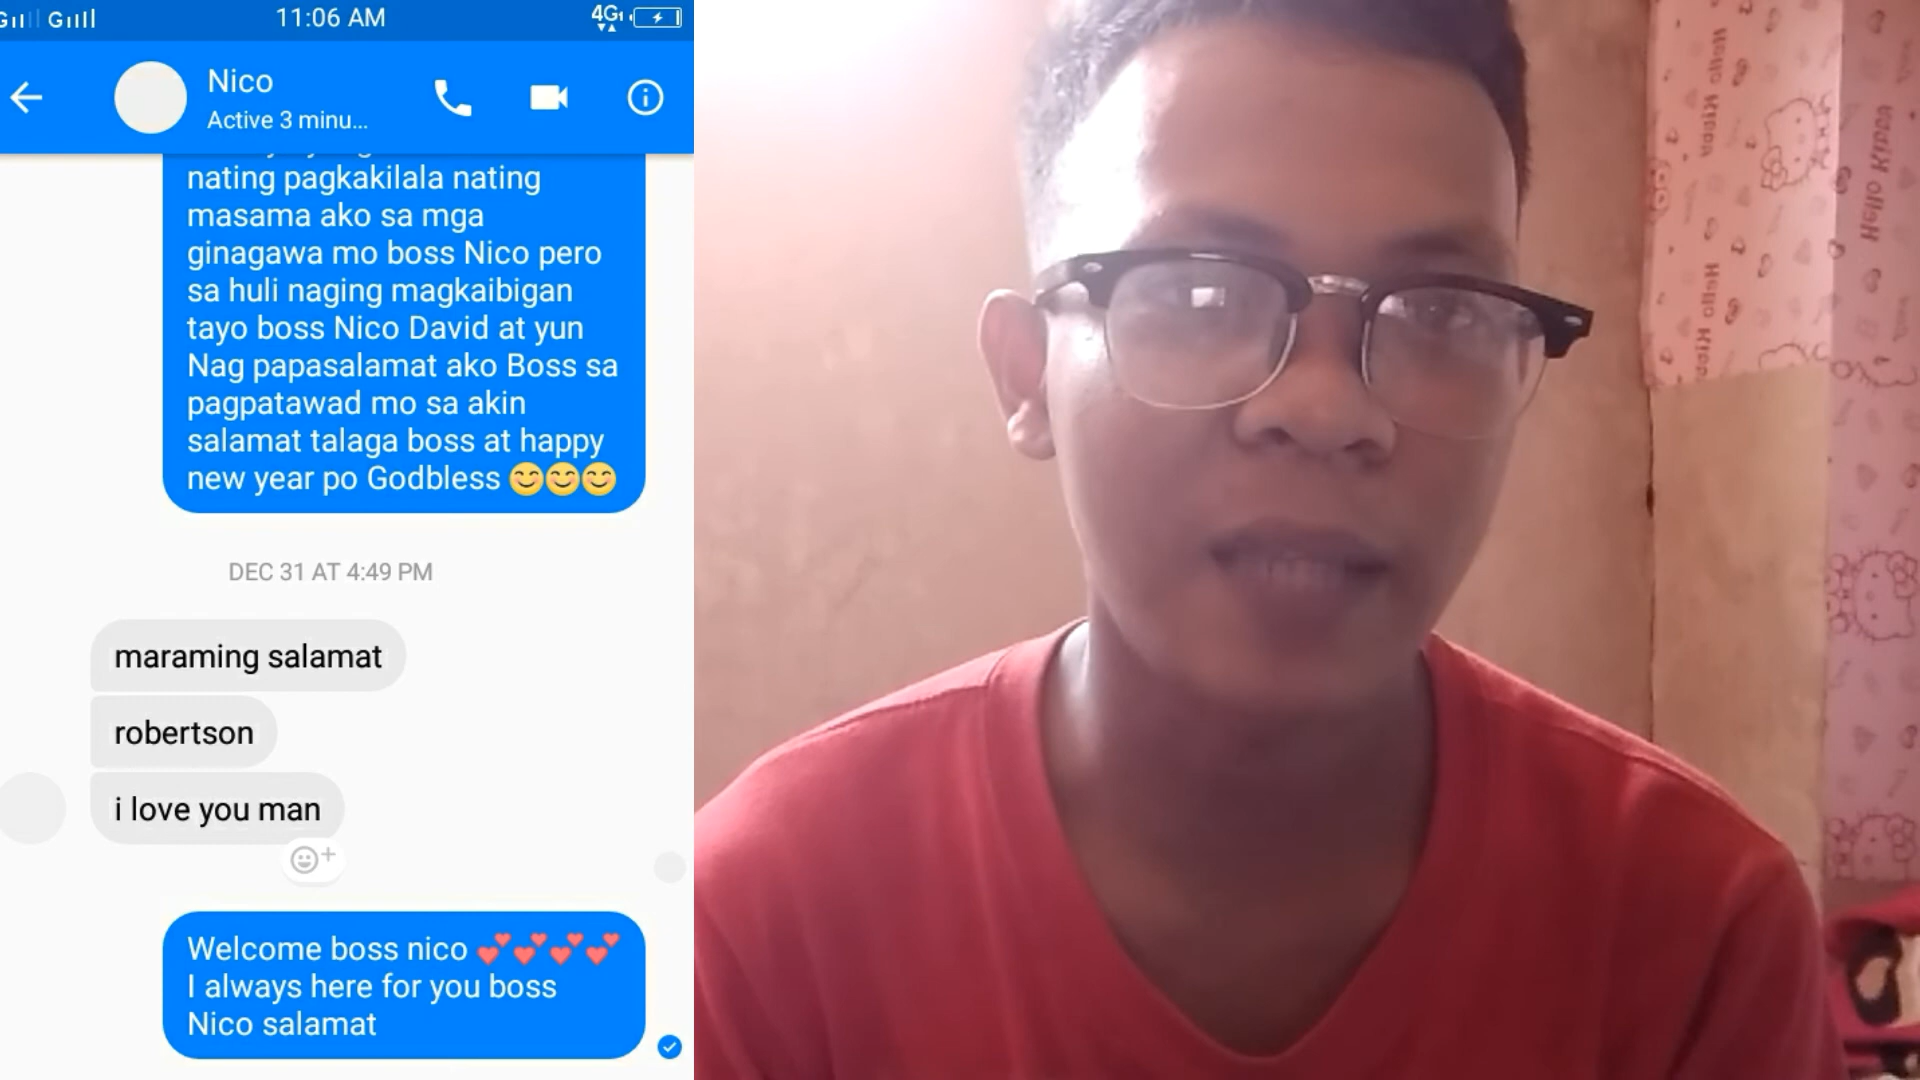 11:06 AM
4G
Nico
Active 3 minu...
nating pagkakilala nating
masama ako sa mga
ginagawa mo boss Nico pero
sa huli naging magkaibigan
tayo boss Nico David at yun
Nag papasalamat ako Boss sa
pagpatawad mo sa akin
salamat talaga boss at happy
new year po Godbless 😊😊😊
DEC 31 AT 4:49 PM
maraming salamat
robertson
i love you man
Welcome boss nico 💕💕💕💕
I always here for you boss
Nico salamat
Hello Kitty
Hello Kitty
Hello Kitty